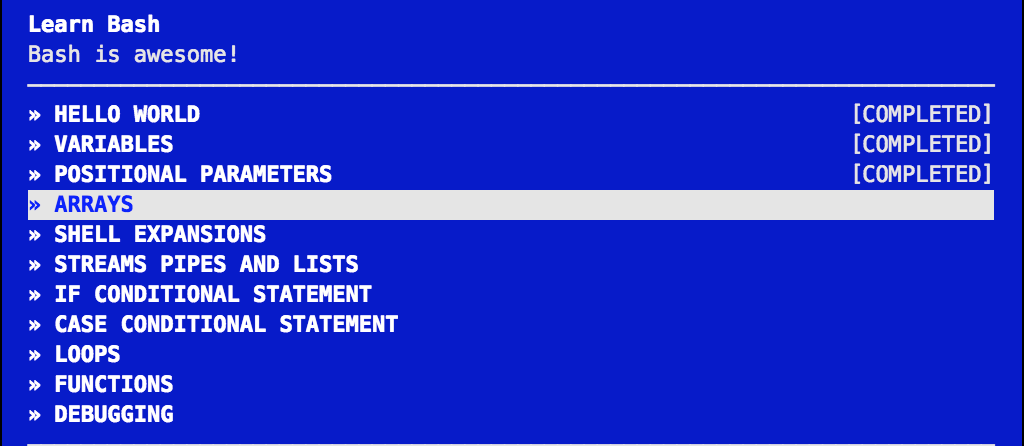 Learn Bash
Bash is awesome!
» HELLO WORLD [COMPLETED]
» VARIABLES [COMPLETED]
» POSITIONAL PARAMETERS [COMPLETED]
» ARRAYS
» SHELL EXPANSIONS
» STREAMS PIPES AND LISTS
» IF CONDITIONAL STATEMENT
» CASE CONDITIONAL STATEMENT
» LOOPS
» FUNCTIONS
» DEBUGGING